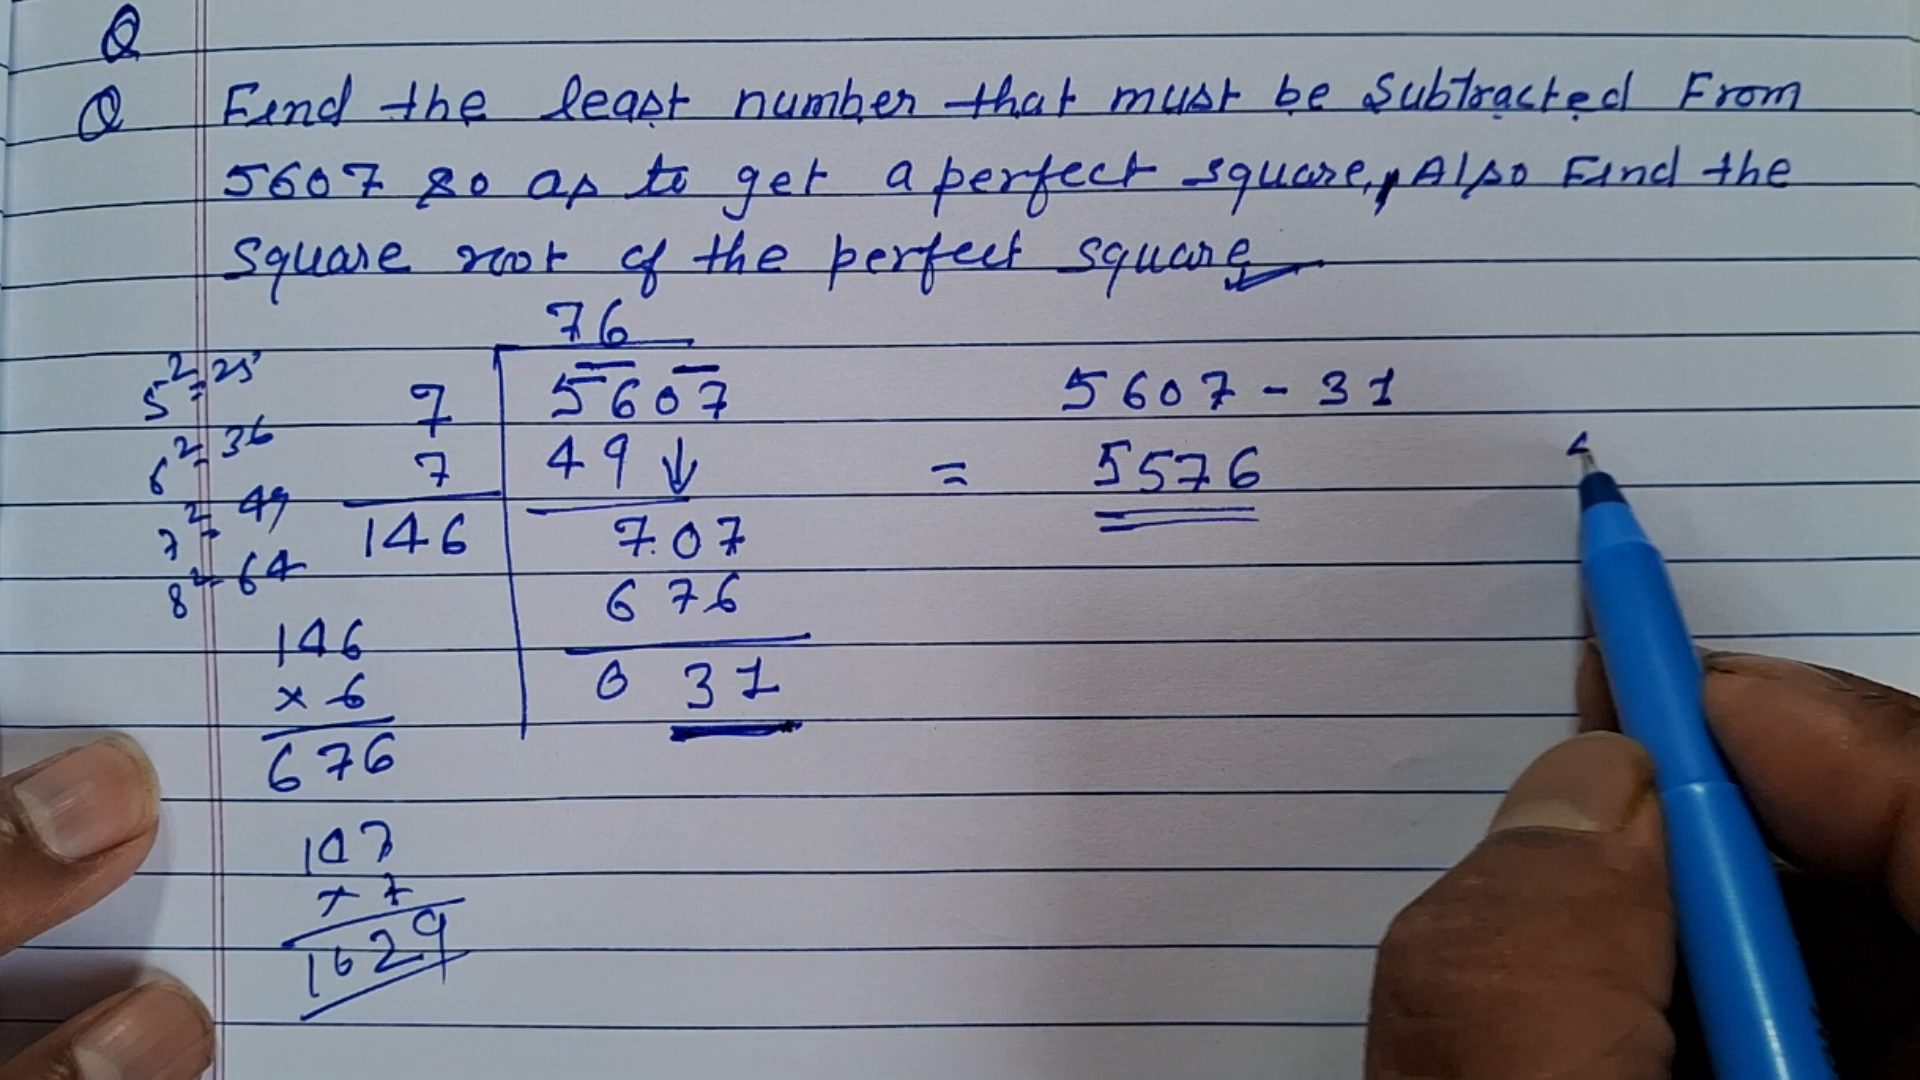 Q
Q Find the least number that must be subtracted From
5607 so as to get a perfect square, Also Find the
square root of the perfect square
76
5² = 25
7 5607
6² = 36
7 49 ↓
7² = 49
146 707
8² = 64
676
0 31
146
× 6
676
147
× 7
1029
5607 - 31
= 5576